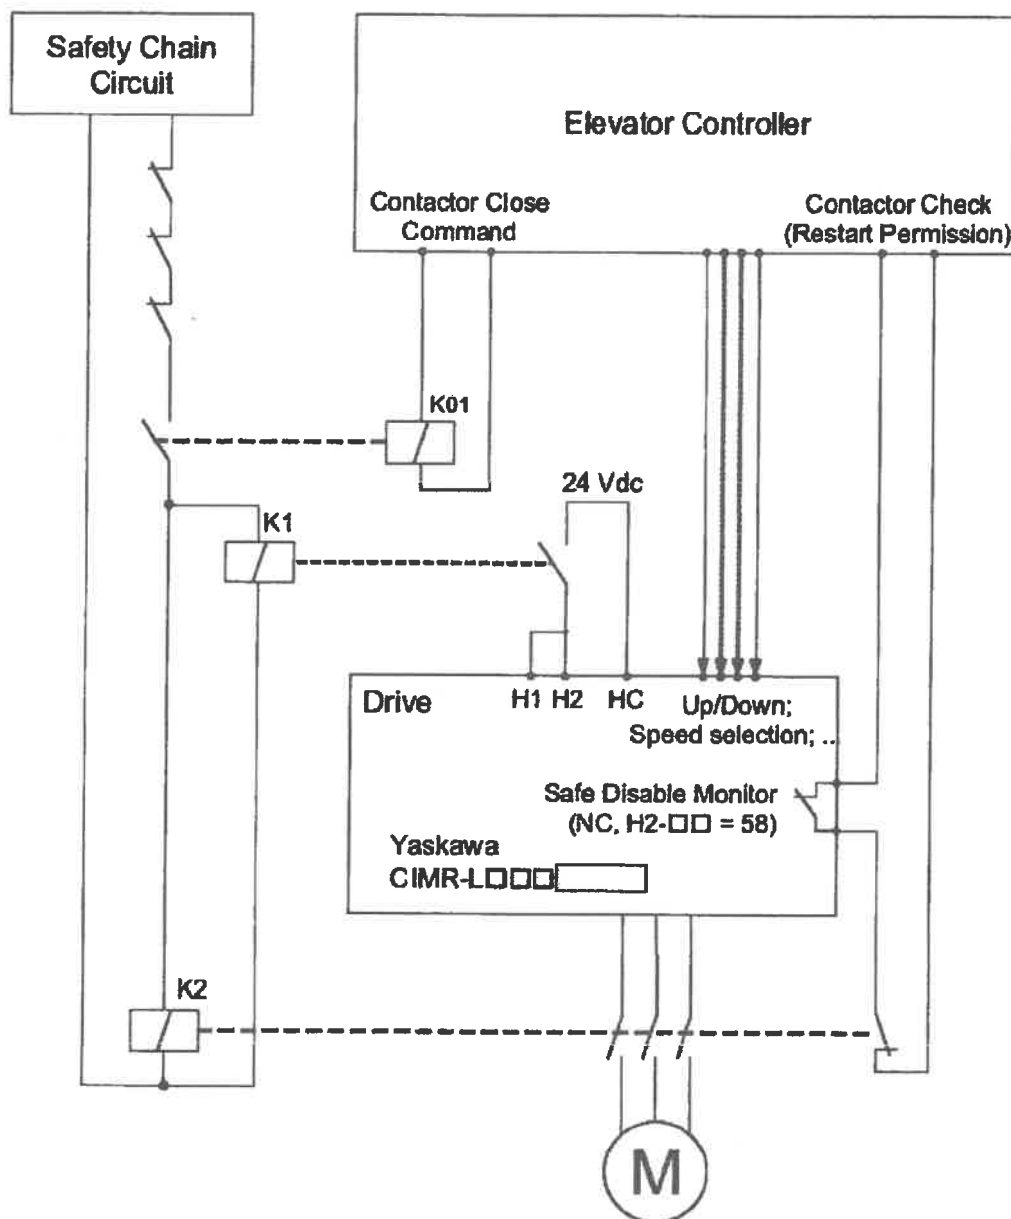 Safety Chain
Circuit
Elevator Controller
Contactor Close
Command
Contactor Check
(Restart Permission)
K01
24 Vdc
K1
Drive
H1 H2 HC
Up/Down;
Speed selection; ..
Safe Disable Monitor
(NC, H2-□□ = 58)
Yaskawa
CIMR-L□□□
K2
M